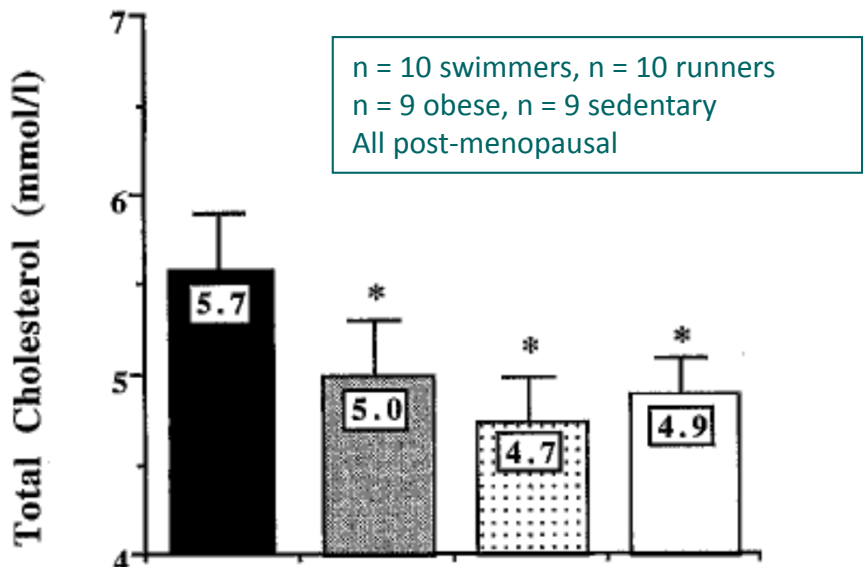 7
n = 10 swimmers, n = 10 runners
n = 9 obese, n = 9 sedentary
All post-menopausal
Total Cholesterol (mmol/l)
6
5.7
*
*
*
5
5.0
4.7
4.9
4